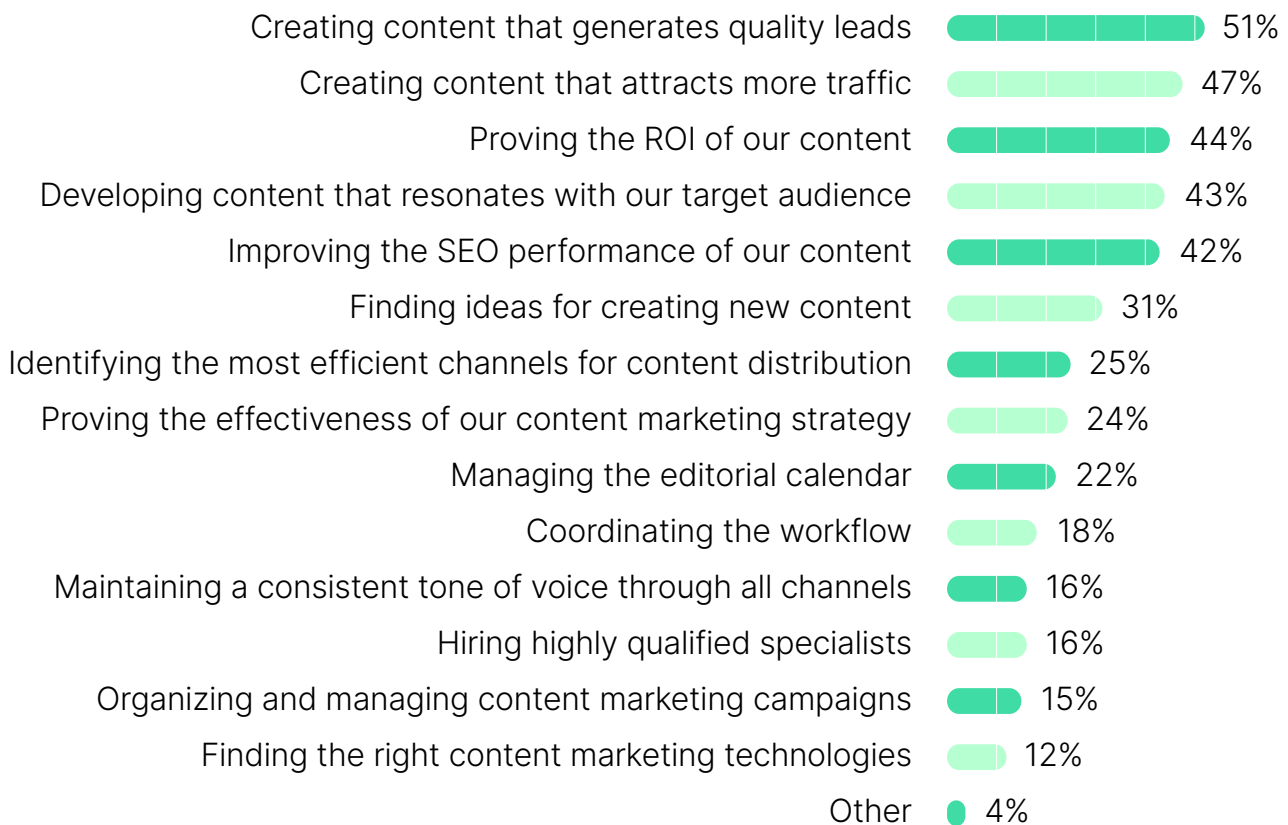 Creating content that generates quality leads 51%
Creating content that attracts more traffic 47%
Proving the ROI of our content 44%
Developing content that resonates with our target audience 43%
Improving the SEO performance of our content 42%
Finding ideas for creating new content 31%
Identifying the most efficient channels for content distribution 25%
Proving the effectiveness of our content marketing strategy 24%
Managing the editorial calendar 22%
Coordinating the workflow 18%
Maintaining a consistent tone of voice through all channels 16%
Hiring highly qualified specialists 16%
Organizing and managing content marketing campaigns 15%
Finding the right content marketing technologies 12%
Other 4%